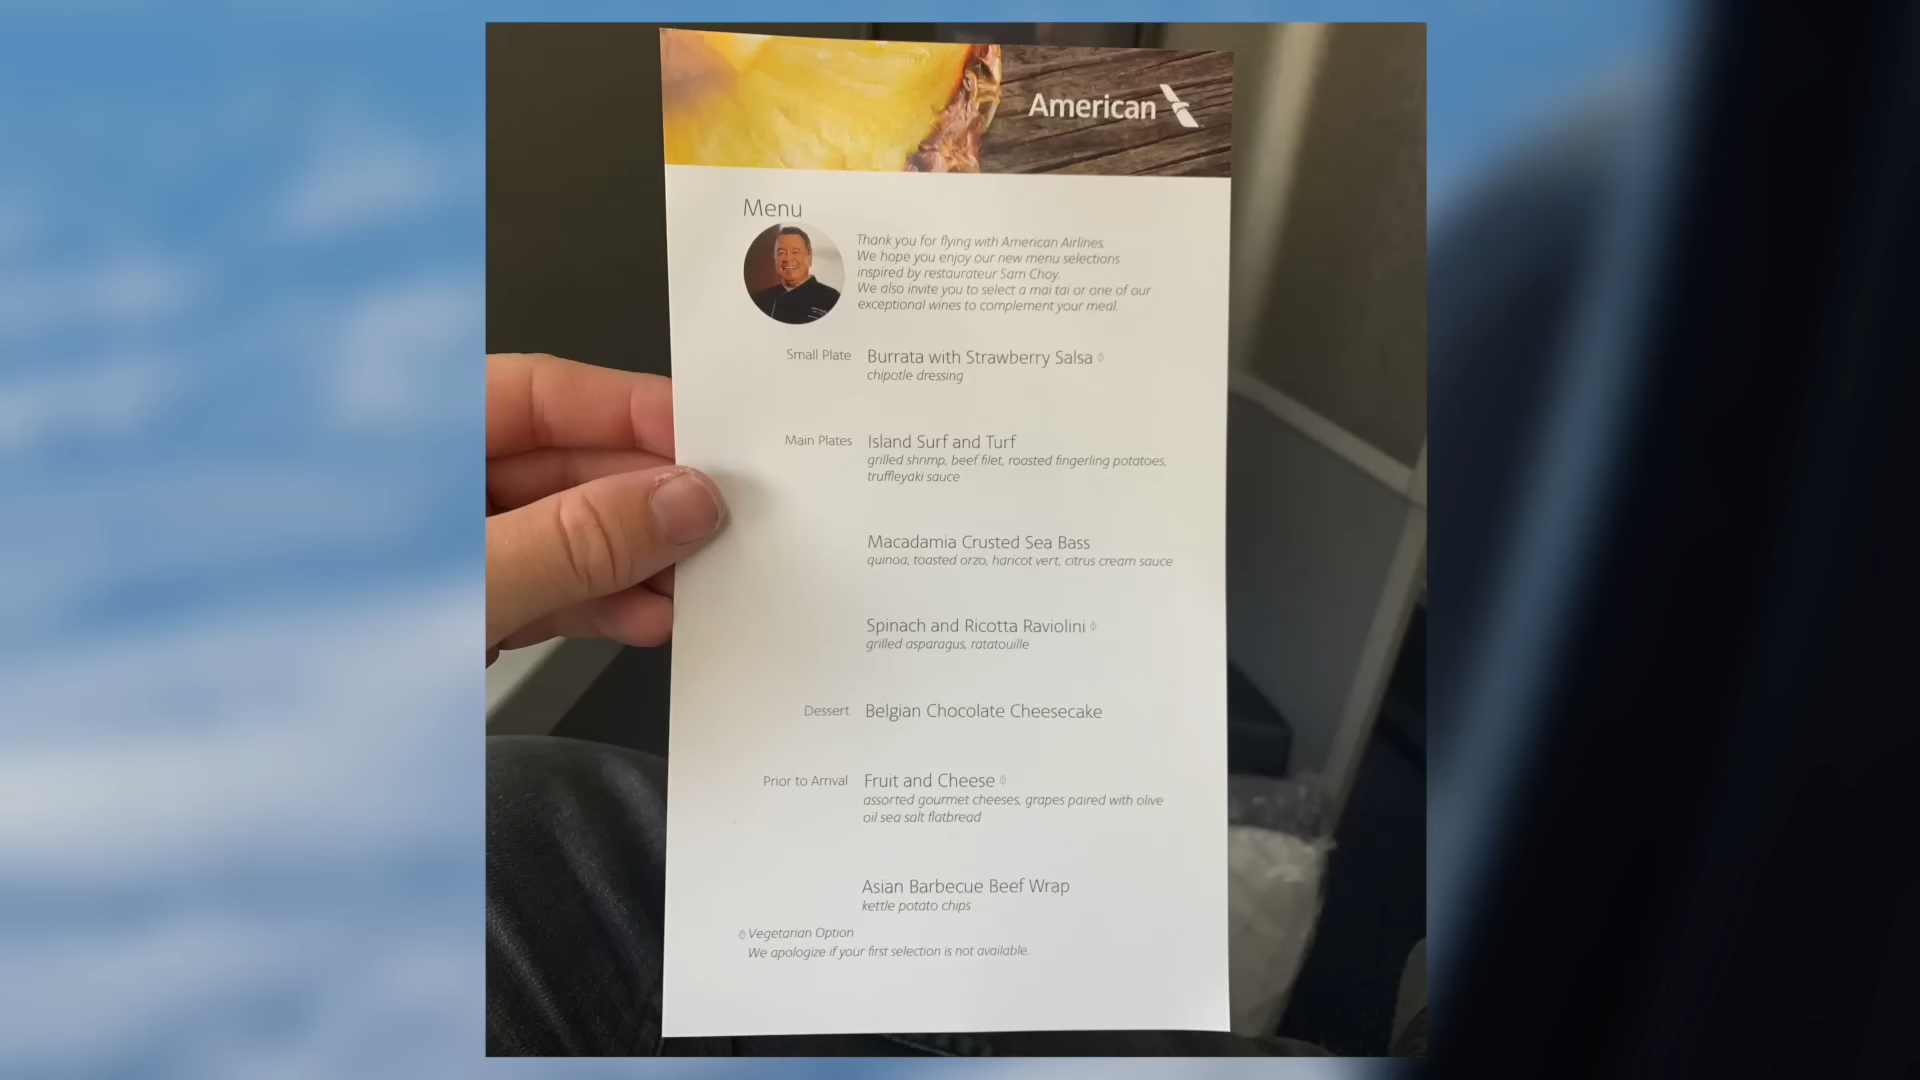 American
Menu
Thank you for flying with American Airlines.
We hope you enjoy our new menu selections
inspired by restaurateur Sam Choy.
We also invite you to select a mai tai or one of our
exceptional wines to complement your meal.
Small Plate Burrata with Strawberry Salsa
chipotle dressing
Main Plates Island Surf and Turf
grilled shrimp, beef filet, roasted fingerling potatoes,
truffleyaki sauce
Macadamia Crusted Sea Bass
quinoa, toasted orzo, haricot vert, citrus cream sauce
Spinach and Ricotta Raviolini
grilled asparagus, ratatouille
Dessert Belgian Chocolate Cheesecake
Prior to Arrival Fruit and Cheese
assorted gourmet cheeses, grapes paired with olive
oil sea salt flatbread
Asian Barbecue Beef Wrap
kettle potato chips
Vegetarian Option
We apologize if your first selection is not available.